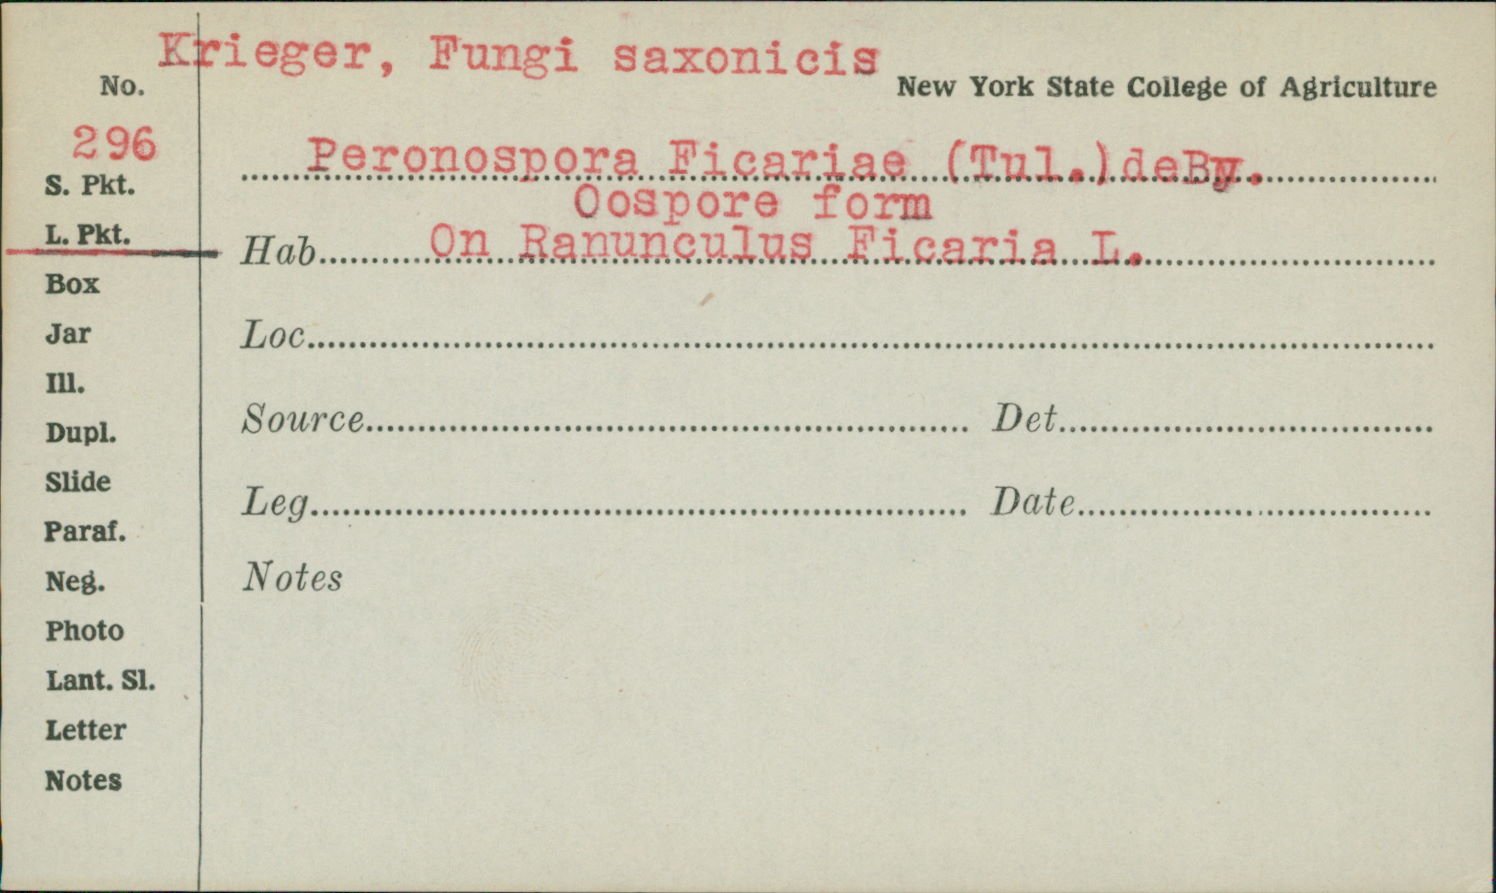 Krieger, Fungi saxonicis
No.
New York State College of Agriculture
296
Peronospora Ficariae (Tul.)deBy.
S. Pkt.
Oospore form
L. Pkt.
Hab. On Ranunculus Ficaria L.
Box
Jar
Loc.
Ill.
Dupl.
Source Det.
Slide
Leg. Date
Paraf.
Neg.
Notes
Photo
Lant. Sl.
Letter
Notes